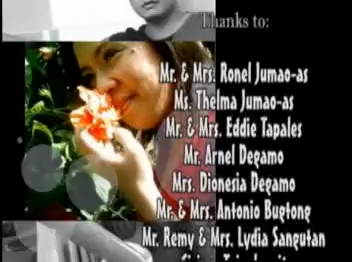 Thanks to:
Mr. & Mrs. Ronel Jumao-as
Ms. Thelma Jumao-as
Mr. & Mrs. Eddie Tapales
Mr. Arnel Degamo
Mrs. Dionesia Degamo
Mr. & Mrs. Antonio Bugtong
Mr. Remy & Mrs. Lydia Sangutan